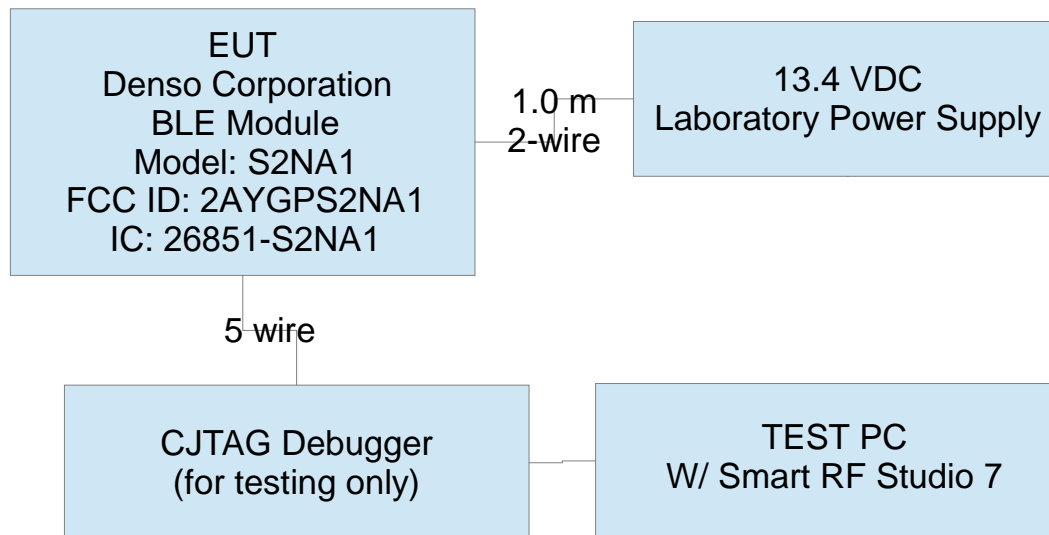 EUT
Denso Corporation
BLE Module
Model: S2NA1
FCC ID: 2AYGPS2NA1
IC: 26851-S2NA1
1.0 m
2-wire
13.4 VDC
Laboratory Power Supply
5 wire
CJTAG Debugger
(for testing only)
TEST PC
W/ Smart RF Studio 7